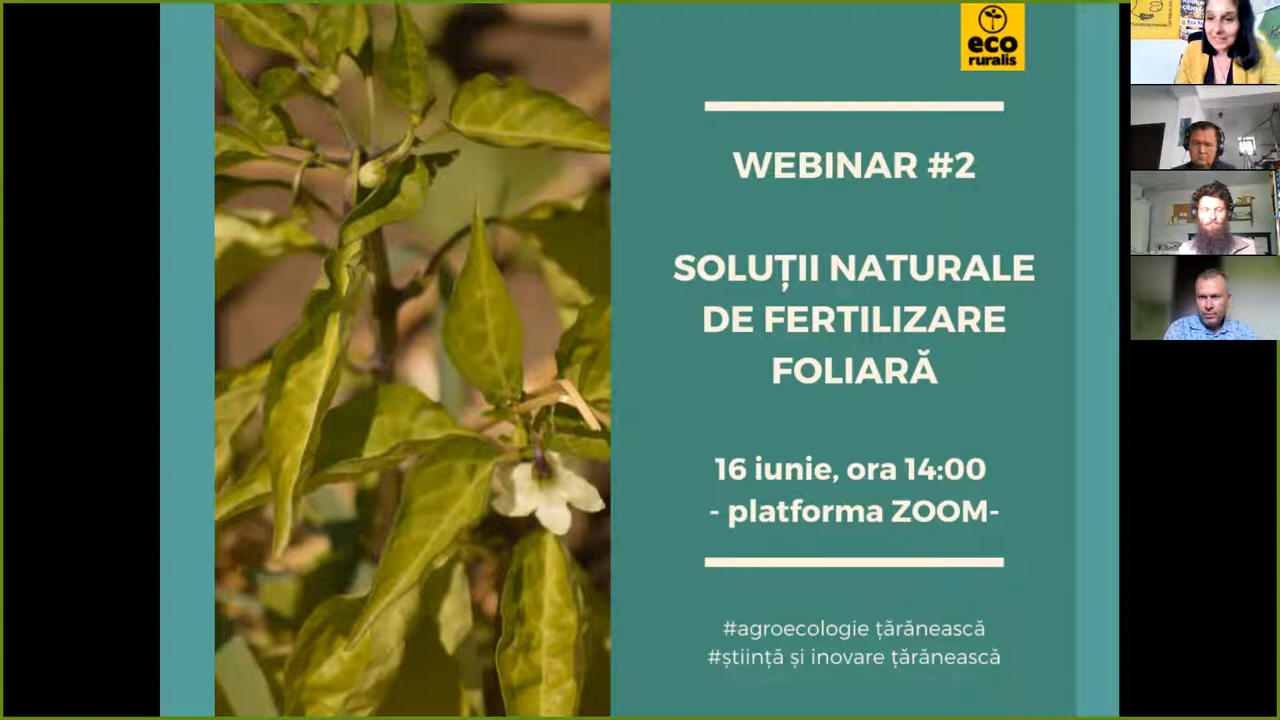 eco
ruralis
WEBINAR #2
SOLUȚII NATURALE
DE FERTILIZARE
FOLIARĂ
16 iunie, ora 14:00
- platforma ZOOM-
#agroecologie țărănească
#știință și inovare țărănească